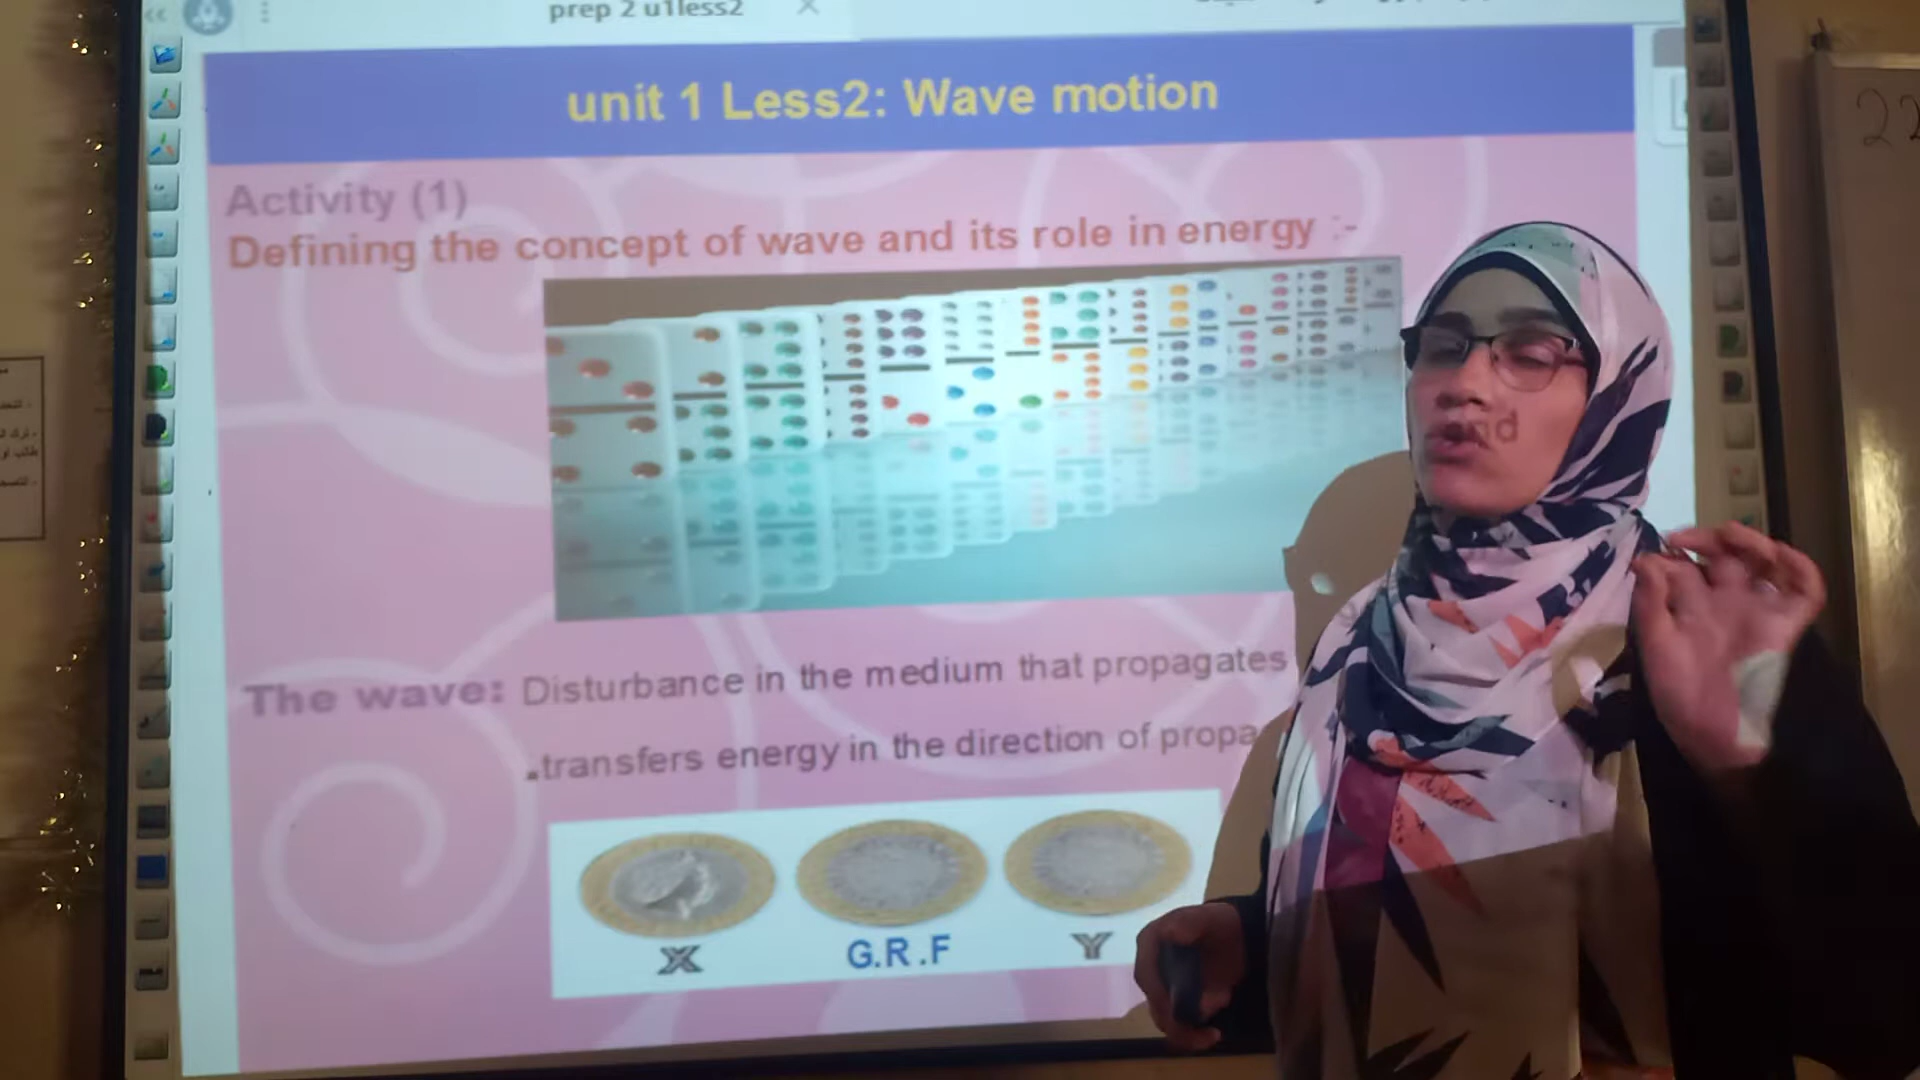 prep 2 u1less2
unit 1 Less2: Wave motion
Activity (1)
Defining the concept of wave and its role in energy :-
The wave: Disturbance in the medium that propagates
.transfers energy in the direction of propa
X
G.R.F
Y
d
22